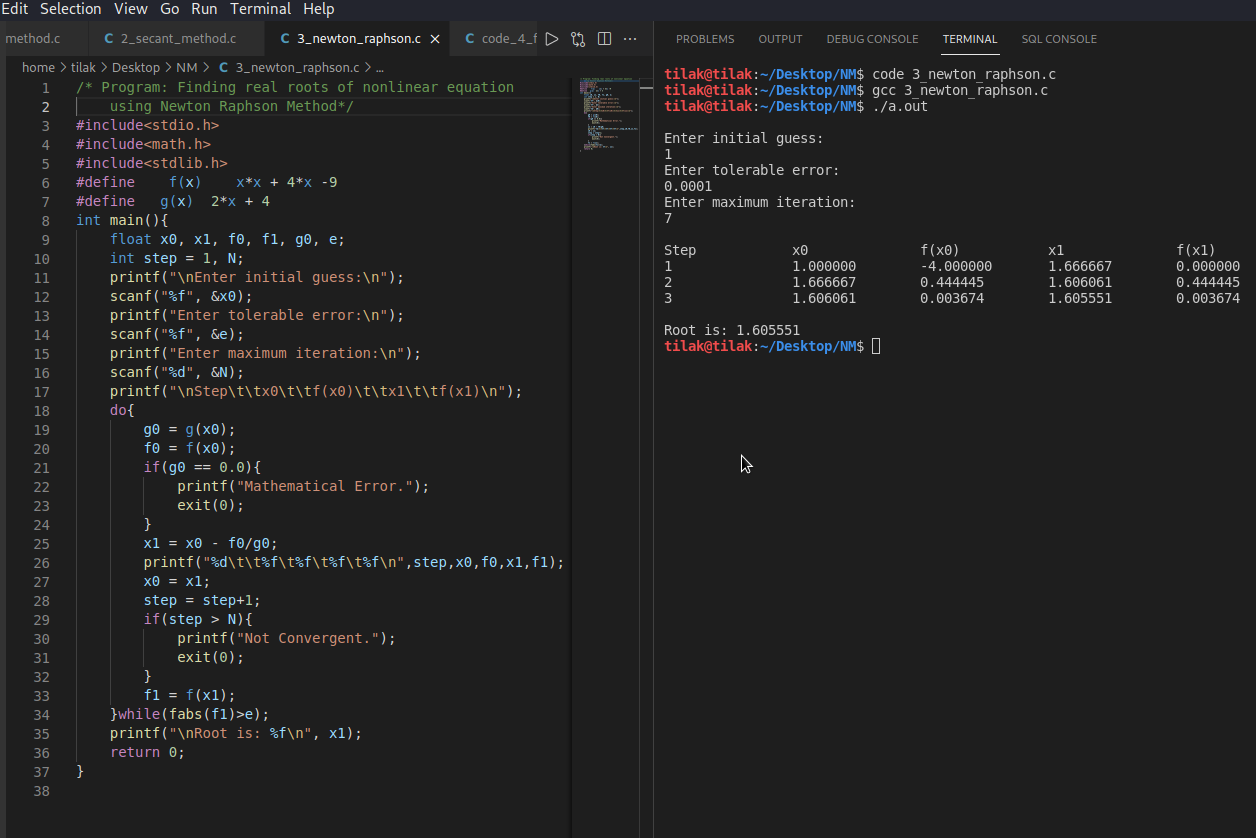 Edit Selection View Go Run Terminal Help
method.c C 2_secant_method.c C 3_newton_raphson.c × C code_4_f
home > tilak > Desktop > NM > C 3_newton_raphson.c > ...
1 /* Program: Finding real roots of nonlinear equation
2     using Newton Raphson Method*/
3 #include<stdio.h>
4 #include<math.h>
5 #include<stdlib.h>
6 #define    f(x)    x*x + 4*x -9
7 #define   g(x)  2*x + 4
8 int main(){
9     float x0, x1, f0, f1, g0, e;
10     int step = 1, N;
11     printf("\nEnter initial guess:\n");
12     scanf("%f", &x0);
13     printf("Enter tolerable error:\n");
14     scanf("%f", &e);
15     printf("Enter maximum iteration:\n");
16     scanf("%d", &N);
17     printf("\nStep\t\tx0\t\tf(x0)\t\tx1\t\tf(x1)\n");
18     do{
19         g0 = g(x0);
20         f0 = f(x0);
21         if(g0 == 0.0){
22             printf("Mathematical Error.");
23             exit(0);
24         }
25         x1 = x0 - f0/g0;
26         printf("%d\t\t%f\t%f\t%f\t%f\n",step,x0,f0,x1,f1);
27         x0 = x1;
28         step = step+1;
29         if(step > N){
30             printf("Not Convergent.");
31             exit(0);
32         }
33         f1 = f(x1);
34     }while(fabs(f1)>e);
35     printf("\nRoot is: %f\n", x1);
36     return 0;
37 }
38
PROBLEMS OUTPUT DEBUG CONSOLE TERMINAL SQL CONSOLE
tilak@tilak:~/Desktop/NM$ code 3_newton_raphson.c
tilak@tilak:~/Desktop/NM$ gcc 3_newton_raphson.c
tilak@tilak:~/Desktop/NM$ ./a.out
Enter initial guess:
1
Enter tolerable error:
0.0001
Enter maximum iteration:
7
Step x0 f(x0) x1 f(x1)
1 1.000000 -4.000000 1.666667 0.000000
2 1.666667 0.444445 1.606061 0.444445
3 1.606061 0.003674 1.605551 0.003674
Root is: 1.605551
tilak@tilak:~/Desktop/NM$